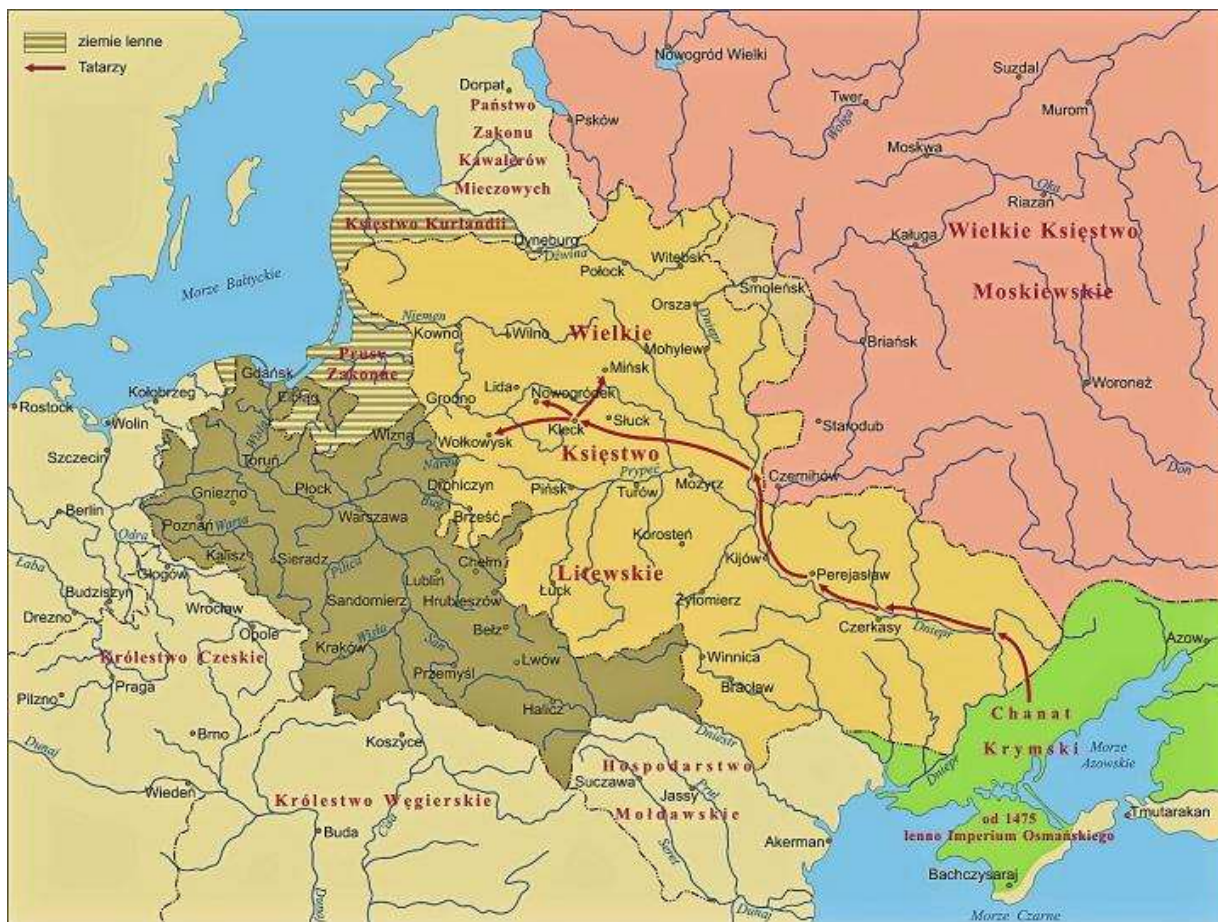 ziemie lenne
Tatarzy
Nowogród Wielki
Suzdal
Dorpat
Twer
Murom
Państwo
Zakonu
Kawalerów
Mieczowych
Psków
Wołga
Moskwa
Oka
Riazań
Księstwo Kurlandii
Kaługa
Wielkie Księstwo
Moskiewskie
Dyneburg
Dźwina
Połock
Witebsk
Smoleńsk
Morze Bałtyckie
Orsza
Niemen
Kowno
Wilno
Wielkie
Dniepr
Mohylew
Briańsk
Prusy
Zakonne
Gdańsk
Elbląg
Kołobrzeg
Mińsk
Lida
Nowogródek
Woroneż
Rostock
Wolin
Grodno
Słuck
Kleck
Starodub
Wisła
Wizna
Wołkowysk
Księstwo
Szczecin
Toruń
Narew
Prypeć
Don
Drohiczyn
Czernihów
Gniezno
Płock
Bug
Pińsk
Turów
Mozyrz
Berlin
Poznań
Warta
Warszawa
Brześć
Odra
Korosteń
Kalisz
Sieradz
Pilica
Chełm
Kijów
Łaba
Głogów
Lublin
Litewskie
Perejasław
Budziszyn
Wrocław
Sandomierz
Hrubieszów
Łuck
Żytomierz
Drezno
Opole
Bełz
Czerkasy
Dniepr
Azow
Królestwo Czeskie
Kraków
Wisła
San
Lwów
Winnica
Pilzno
Praga
Przemyśl
Bracław
Halicz
Chanat
Krymski
Brno
Dunaj
Koszyce
Dniestr
Morze
Azowskie
Hospodarstwo
Mołdawskie
Dniepr
Wiedeń
Suczawa
Jassy
Prut
Królestwo Węgierskie
Cisa
Buda
od 1475
lenno Imperium Osmańskiego
Tmutarakan
Akerman
Seret
Bachczysaraj
Dunaj
Dunaj
Morze Czarne